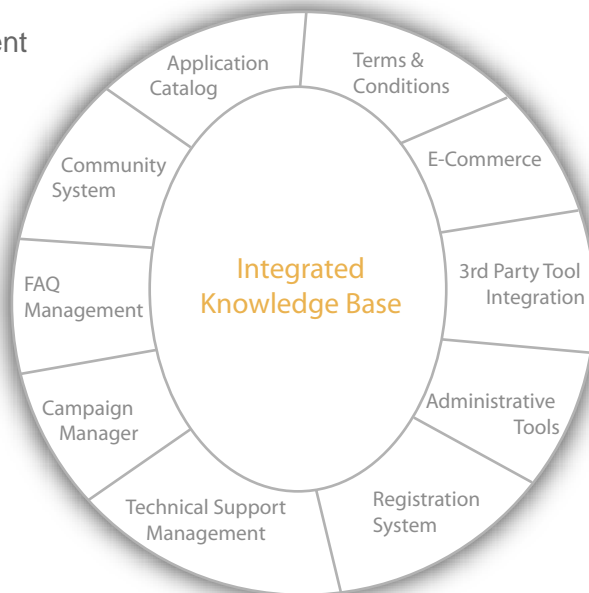 ent
Application
Catalog
Terms &
Conditions
Community
System
E-Commerce
FAQ
Management
Integrated
Knowledge Base
3rd Party Tool
Integration
Campaign
Manager
Administrative
Tools
Technical Support
Management
Registration
System